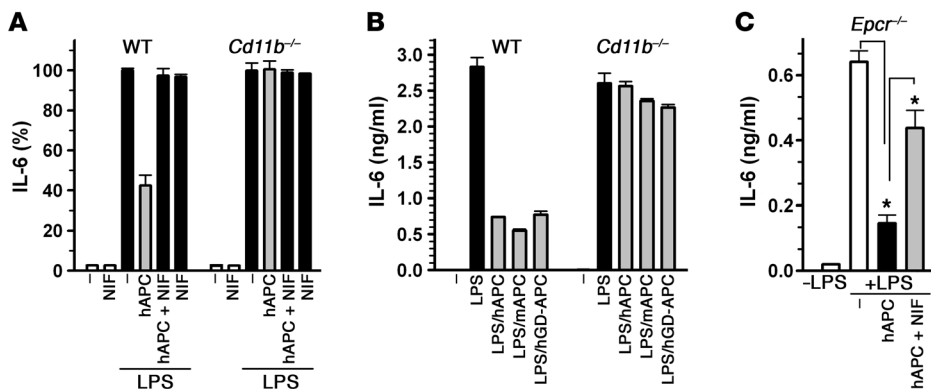 A
WT
Cd11b–/–
IL-6 (%)
100
80
60
40
20
0
–
NIF
–
hAPC
hAPC + NIF
NIF
–
NIF
–
hAPC
hAPC + NIF
NIF
LPS
LPS
B
WT
Cd11b–/–
IL-6 (ng/ml)
3.0
2.5
2.0
1.5
1.0
0.5
0.0
–
LPS
LPS/hAPC
LPS/mAPC
LPS/hGD-APC
–
LPS
LPS/hAPC
LPS/mAPC
LPS/hGD-APC
C
Epcr–/–
IL-6 (ng/ml)
0.6
0.4
0.2
0.0
*
*
–LPS
+LPS
–
hAPC
hAPC + NIF